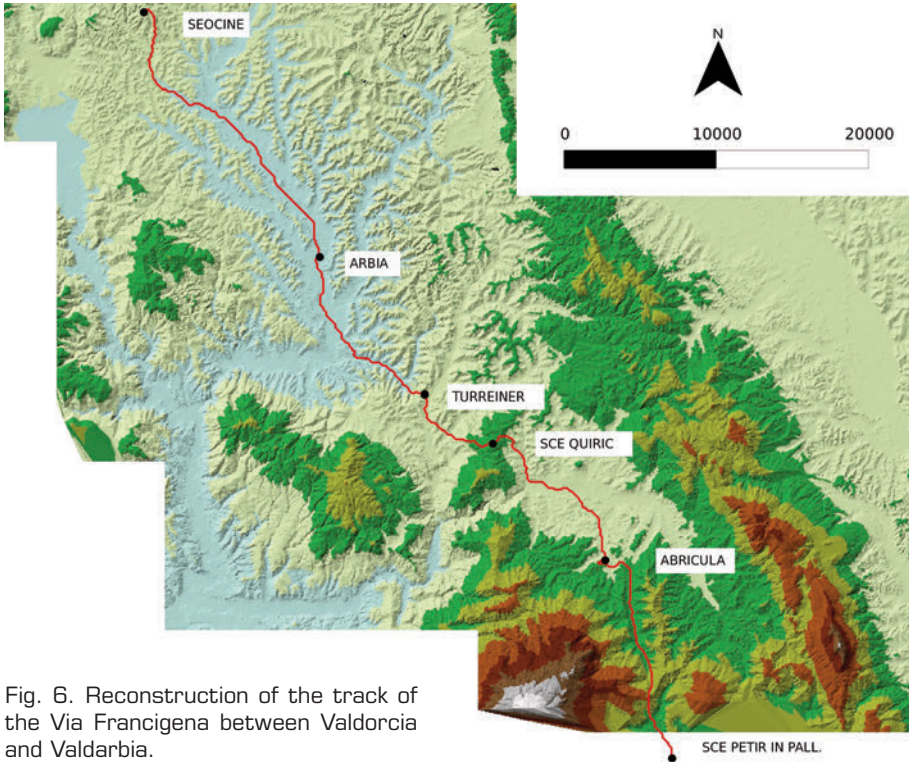 SEOCINE
N
0 10000 20000
ARBIA
TURREINER
SCE QUIRIC
ABRICULA
SCE PETIR IN PALL.
Fig. 6. Reconstruction of the track of
the Via Francigena between Valdorcia
and Valdarbia.